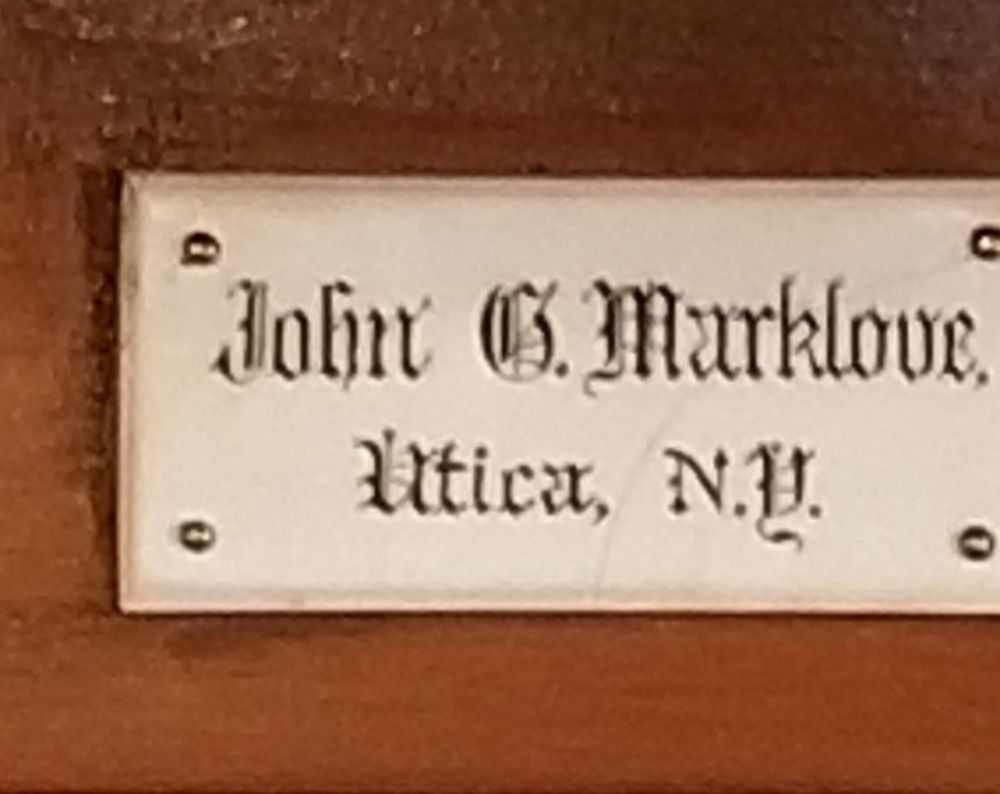 John G. Marklove.
Utica, N.Y.